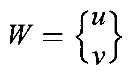 W = {u
v}